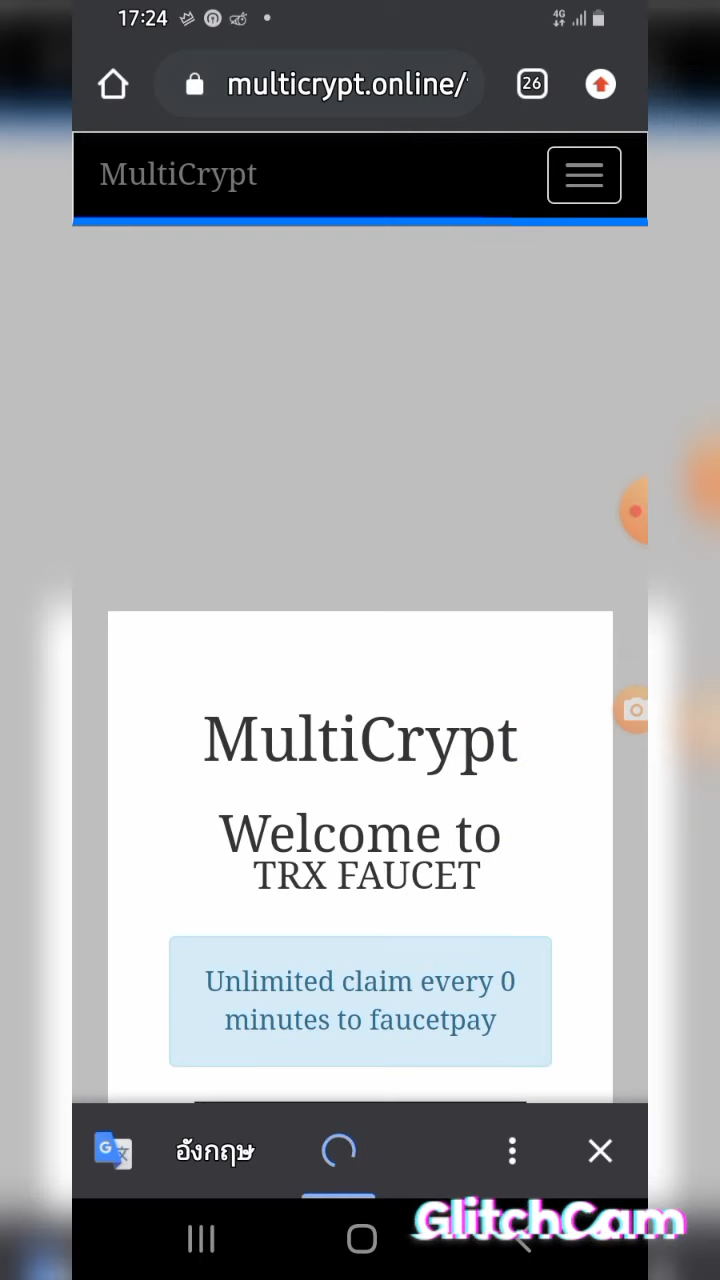 17:24
4G
multicrypt.online/
26
MultiCrypt
MultiCrypt
Welcome to
TRX FAUCET
Unlimited claim every 0
minutes to faucetpay
อังกฤษ
GlitchCam